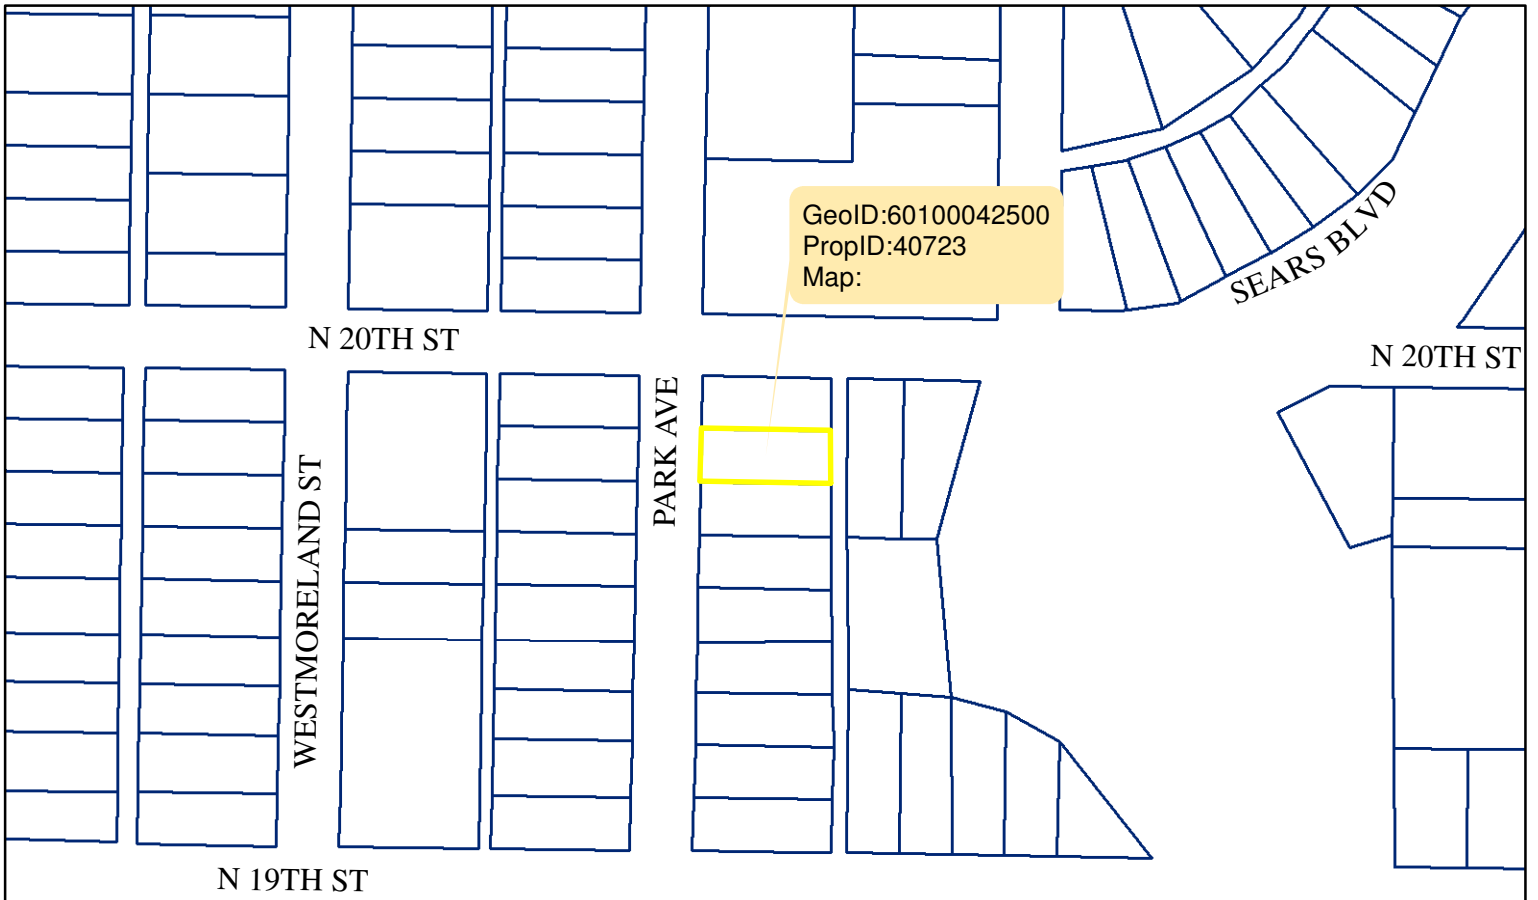 GeoID:60100042500
PropID:40723
Map:
SEARS BLVD
N 20TH ST
N 20TH ST
PARK AVE
WESTMORELAND ST
N 19TH ST